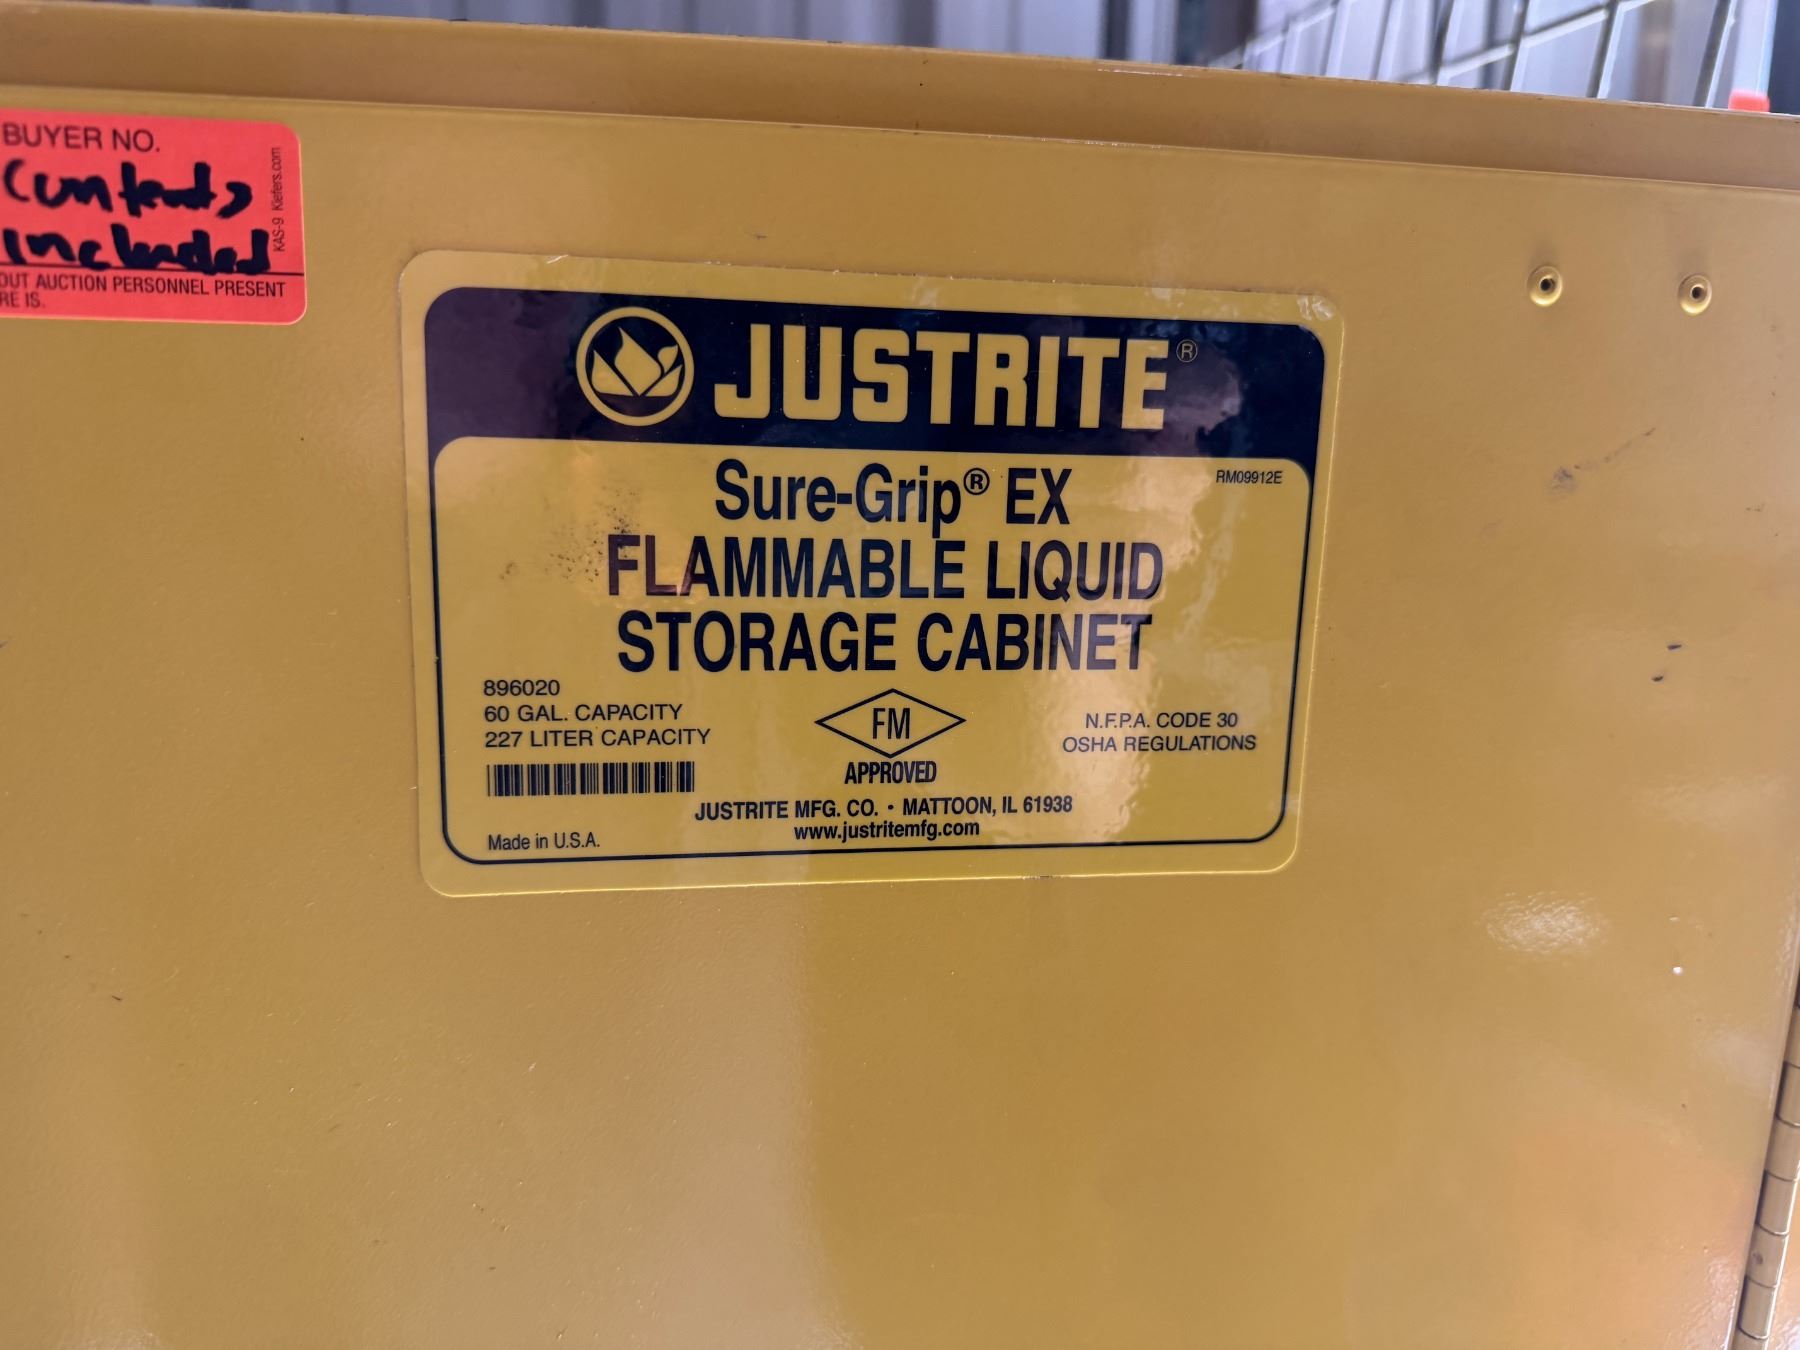 BUYER NO.
Contents
included
KAS-9 Kiefers.com
OUT AUCTION PERSONNEL PRESENT
RE IS.
JUSTRITE®
Sure-Grip® EX
RM09912E
FLAMMABLE LIQUID
STORAGE CABINET
896020
60 GAL. CAPACITY
227 LITER CAPACITY
FM
APPROVED
N.F.P.A. CODE 30
OSHA REGULATIONS
JUSTRITE MFG. CO. • MATTOON, IL 61938
www.justritemfg.com
Made in U.S.A.